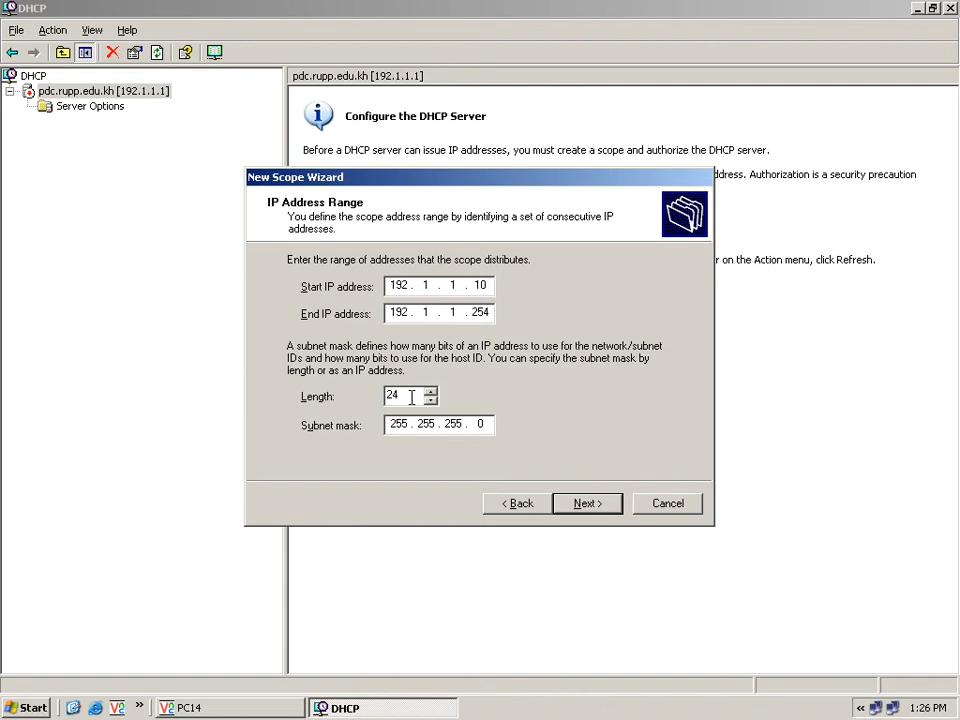 DHCP
File Action View Help
DHCP
pdc.rupp.edu.kh [192.1.1.1]
Server Options
pdc.rupp.edu.kh [192.1.1.1]
Configure the DHCP Server
Before a DHCP server can issue IP addresses, you must create a scope and authorize the DHCP server.
ddress. Authorization is a security precaution
r on the Action menu, click Refresh.
New Scope Wizard
IP Address Range
You define the scope address range by identifying a set of consecutive IP
addresses.
Enter the range of addresses that the scope distributes.
Start IP address: 192 . 1 . 1 . 10
End IP address: 192 . 1 . 1 . 254
A subnet mask defines how many bits of an IP address to use for the network/subnet
IDs and how many bits to use for the host ID. You can specify the subnet mask by
length or as an IP address.
Length: 24
Subnet mask: 255 . 255 . 255 . 0
< Back Next > Cancel
Start » V2 PC14 DHCP « 1:26 PM